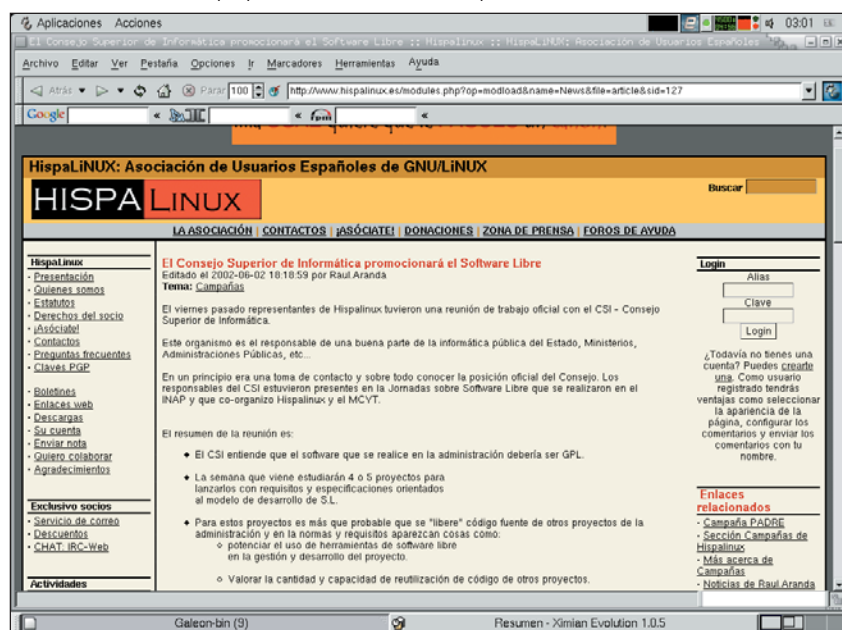 Aplicaciones Acciones 03:01
El Consejo Superior de Informática promocionará el Software Libre :: Hispalinux :: HispaLiNUX: Asociación de Usuarios Españoles
Archivo Editar Ver Pestaña Opciones Ir Marcadores Herramientas Ayuda
Atrás Parar 100 http://www.hispalinux.es/modules.php?op=modload&name=News&file=article&sid=127
Google « « rpm «
HispaLiNUX: Asociación de Usuarios Españoles de GNU/LiNUX
HISPA LINUX
Buscar
LA ASOCIACIÓN | CONTACTOS | ¡ASÓCIATE! | DONACIONES | ZONA DE PRENSA | FOROS DE AYUDA
HispaLinux
· Presentación
· Quienes somos
· Estatutos
· Derechos del socio
· ¡Asóciate!
· Contactos
· Preguntas frecuentes
· Claves PGP
· Boletines
· Enlaces web
· Descargas
· Su cuenta
· Enviar nota
· Quiero colaborar
· Agradecimientos
Exclusivo socios
· Servicio de correo
· Descuentos
· CHAT: IRC-Web
Actividades
El Consejo Superior de Informática promocionará el Software Libre
Editado el 2002-06-02 18:18:59 por Raul.Aranda
Tema: Campañas
El viernes pasado representantes de Hispalinux tuvieron una reunión de trabajo oficial con el CSI - Consejo
Superior de Informática.
Este organismo es el responsable de una buena parte de la informática pública del Estado, Ministerios,
Administraciones Públicas, etc...
En un principio era una toma de contacto y sobre todo conocer la posición oficial del Consejo. Los
responsables del CSI estuvieron presentes en la Jornadas sobre Software Libre que se realizaron en el
INAP y que co-organizo Hispalinux y el MCYT.
El resumen de la reunión es:
◆ El CSI entiende que el software que se realice en la administración debería ser GPL.
◆ La semana que viene estudiarán 4 o 5 proyectos para
lanzarlos con requisitos y especificaciones orientados
al modelo de desarrollo de S.L.
◆ Para estos proyectos es más que probable que se "libere" código fuente de otros proyectos de la
administración y en la normas y requisitos aparezcan cosas como:
○ potenciar el uso de herramientas de software libre
en la gestión y desarrollo del proyecto.
○ Valorar la cantidad y capacidad de reutilización de código de otros proyectos.
Login
Alias
Clave
Login
¿Todavía no tienes una
cuenta? Puedes crearte
una. Como usuario
registrado tendrás
ventajas como seleccionar
la apariencia de la
página, configurar los
comentarios y enviar los
comentarios con tu
nombre.
Enlaces
relacionados
· Campaña PADRE
· Sección Campañas de
Hispalinux
· Más acerca de
Campañas
· Noticias de Raul.Aranda
Galeon-bin (9) Resumen - Ximian Evolution 1.0.5